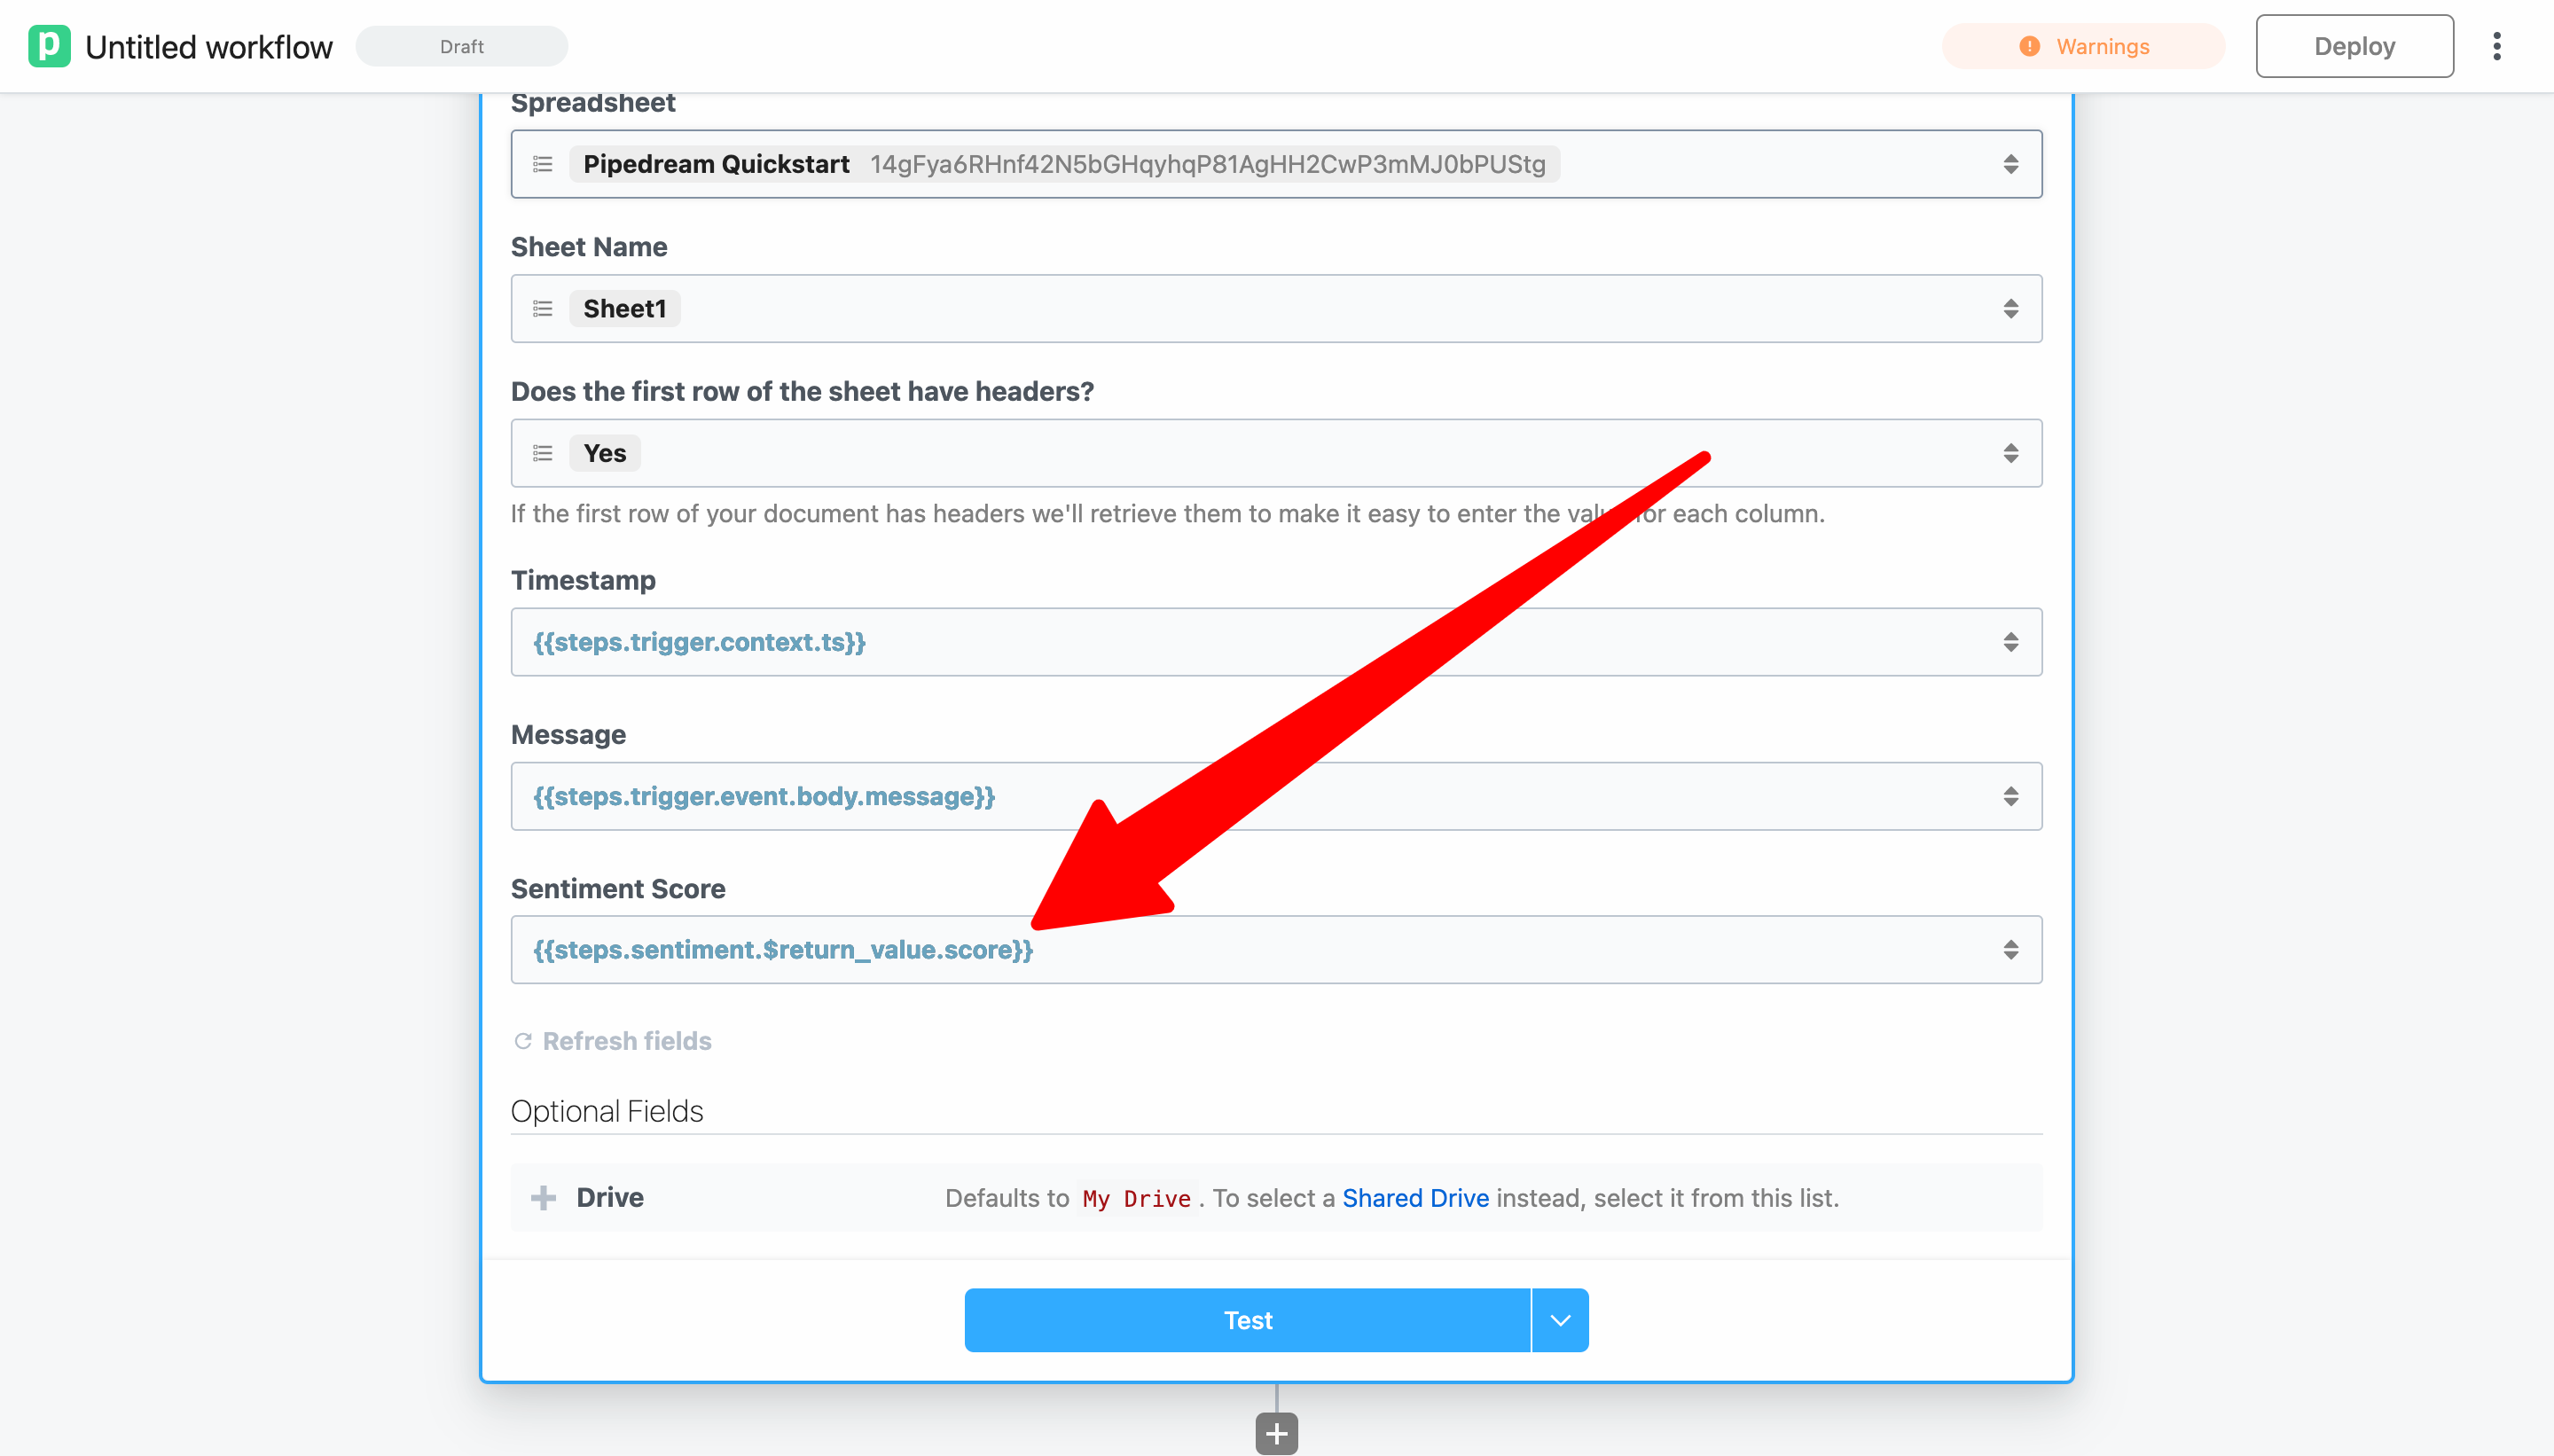 p Untitled workflow Draft Warnings Deploy
Spreadsheet
Pipedream Quickstart 14gFya6RHnf42N5bGHqyhqP81AgHH2CwP3mMJ0bPUStg
Sheet Name
Sheet1
Does the first row of the sheet have headers?
Yes
If the first row of your document has headers we'll retrieve them to make it easy to enter the for each column.
Timestamp
{{steps.trigger.context.ts}}
Message
{{steps.trigger.event.body.message}}
Sentiment Score
{{steps.sentiment.$return_value.score}}
Refresh fields
Optional Fields
Drive Defaults to My Drive. To select a Shared Drive instead, select it from this list.
Test